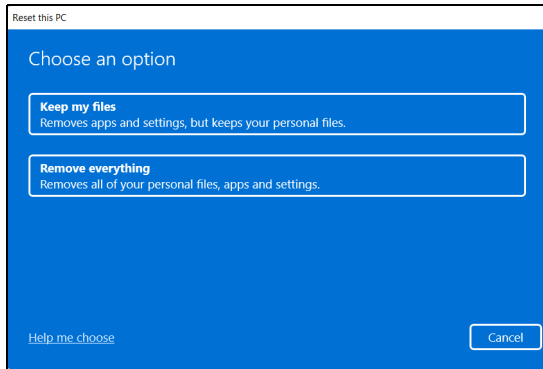 Reset this PC
Choose an option
Keep my files
Removes apps and settings, but keeps your personal files.
Remove everything
Removes all of your personal files, apps and settings.
Help me choose
Cancel